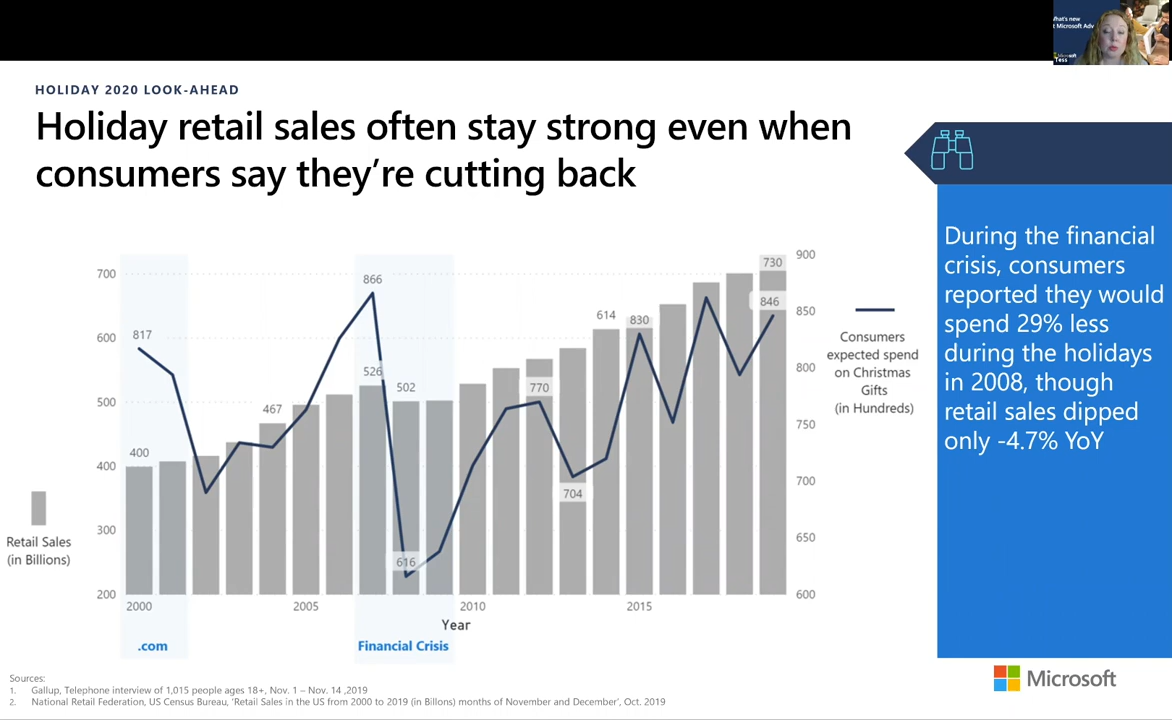 What's new
t Microsoft Adv
Microsoft
Tess
HOLIDAY 2020 LOOK-AHEAD
Holiday retail sales often stay strong even when
consumers say they're cutting back
During the financial
crisis, consumers
reported they would
spend 29% less
during the holidays
in 2008, though
retail sales dipped
only -4.7% YoY
700
600
500
400
300
200
900
850
800
750
700
650
600
817
400
467
866
526
502
616
770
704
614
830
730
846
2000
2005
2010
2015
Year
.com
Financial Crisis
Retail Sales
(in Billions)
Consumers
expected spend
on Christmas
Gifts
(in Hundreds)
Sources:
1. Gallup, Telephone interview of 1,015 people ages 18+, Nov. 1 – Nov. 14 ,2019
2. National Retail Federation, US Census Bureau, 'Retail Sales in the US from 2000 to 2019 (in Billons) months of November and December', Oct. 2019
Microsoft